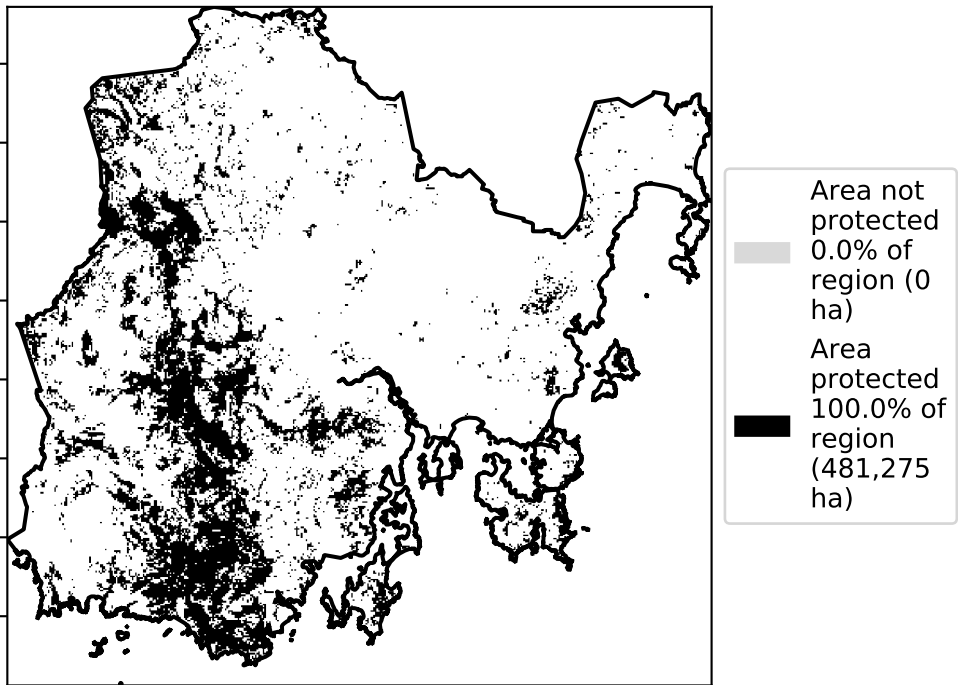 Area not
protected
0.0% of
region (0
ha)
Area
protected
100.0% of
region
(481,275
ha)